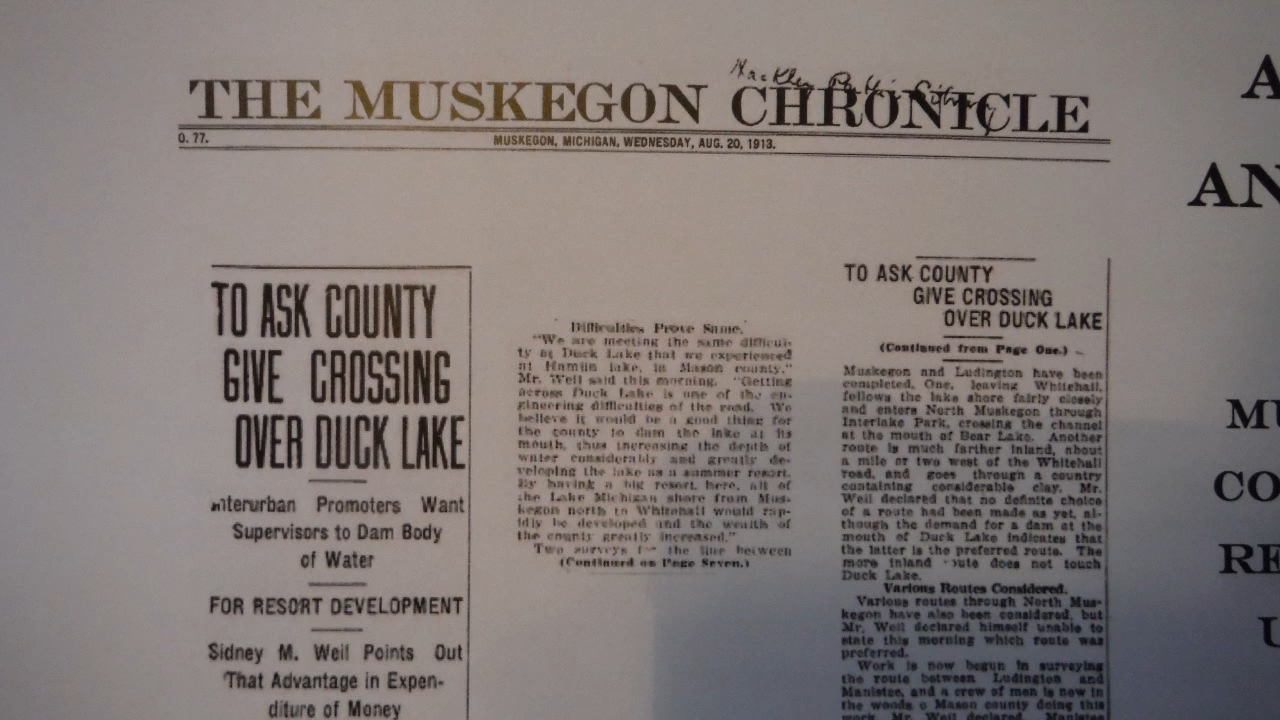 Hackley Public
THE MUSKEGON CHRONICLE
O. 77.
MUSKEGON, MICHIGAN, WEDNESDAY, AUG. 20, 1913.
TO ASK COUNTY
GIVE CROSSING
OVER DUCK LAKE
nterurban Promoters Want
Supervisors to Dam Body
of Water
FOR RESORT DEVELOPMENT
Sidney M. Weil Points Out
That Advantage in Expen-
diture of Money
Difficulties Prove Same.
"We are meeting the same difficul-
ty at Duck Lake that we experienced
at Hamlin lake, in Mason county,"
Mr. Weil said this morning. "Getting
across Duck Lake is one of the en-
gineering difficulties of the road. We
believe it would be a good thing for
the county to dam the lake at its
mouth, thus increasing the depth of
water considerably and greatly de-
veloping the lake as a summer resort.
By having a big resort here, all of
the Lake Michigan shore from Mus-
kegon north to Whitehall would rap-
idly be developed and the wealth of
the county greatly increased."
Two surveys the line between
(Continued on Page Seven.)
TO ASK COUNTY
GIVE CROSSING
OVER DUCK LAKE
(Continued from Page One.)
Muskegon and Ludington have been
completed. One, leaving Whitehall,
follows the lake shore fairly closely
and enters North Muskegon through
Interlake Park, crossing the channel
at the mouth of Bear Lake. Another
route is much farther inland, about
a mile or two west of the Whitehall
road, and goes through a country
containing considerable clay. Mr.
Weil declared that no definite choice
of a route had been made as yet, al-
though the demand for a dam at the
mouth of Duck Lake indicates that
the latter is the preferred route. The
more inland oute does not touch
Duck Lake.
Various Routes Considered.
Various routes through North Mus-
kegon have also been considered, but
Mr. Weil declared himself unable to
state this morning which route was
preferred.
Work is now begun in surveying
the route between Ludington and
Manistee, and a crew of men is now in
the woods o Mason county doing this
work, Mr. Weil declared. Manistee
A
AN
MU
CO
RE
U